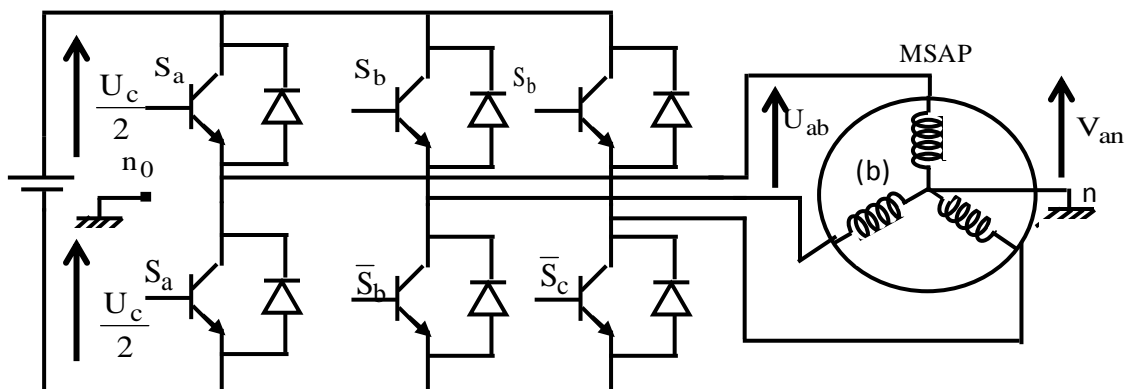 MSAP
S_a
S_b
S_b
U_c
2
U_ab
V_an
n_0
(b)
n
S_a
S̅_b
S̅_c
U_c
2